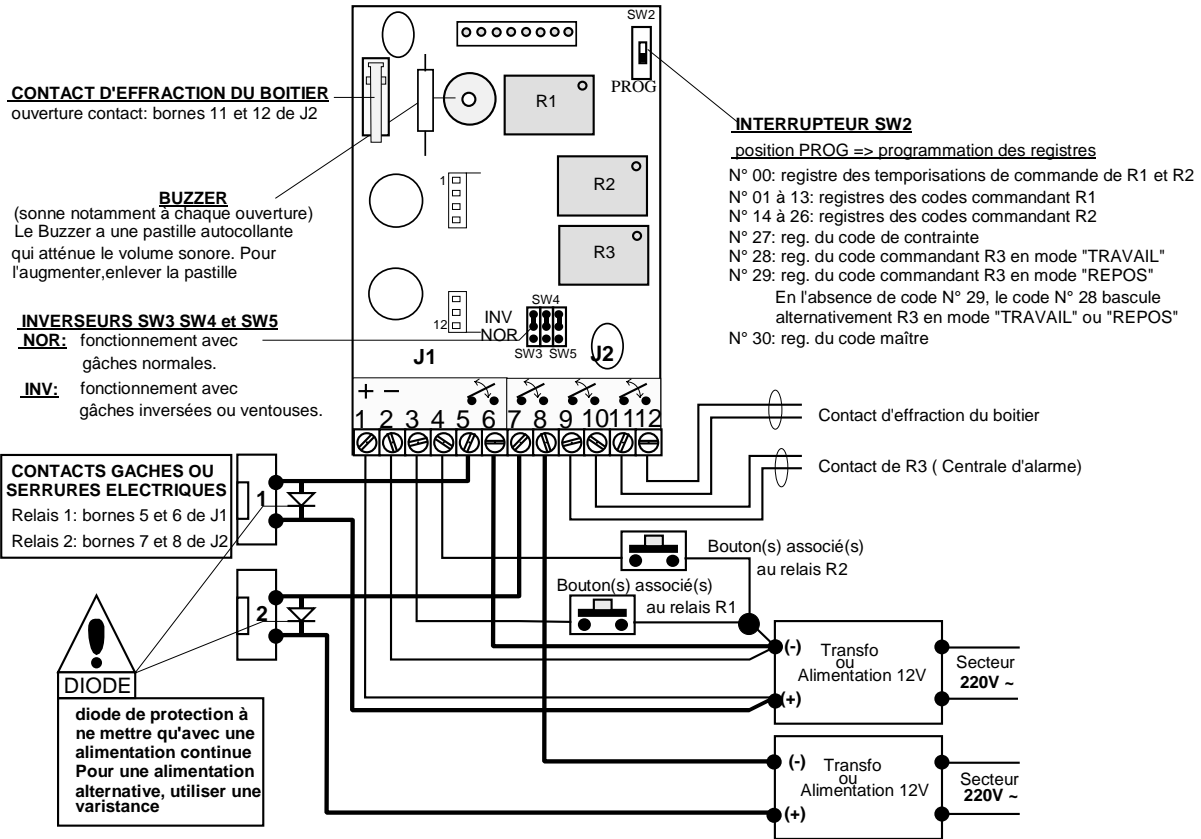 SW2
PROG
R1
R2
R3
1
12
SW4
INV
NOR
SW3 SW5
J1
J2
+ −
1 2 3 4 5 6 7 8 9 10 11 12
CONTACT D'EFFRACTION DU BOITIER
ouverture contact: bornes 11 et 12 de J2
BUZZER
(sonne notamment à chaque ouverture)
Le Buzzer a une pastille autocollante
qui atténue le volume sonore. Pour
l'augmenter,enlever la pastille
INVERSEURS SW3 SW4 et SW5
NOR: fonctionnement avec
gâches normales.
INV: fonctionnement avec
gâches inversées ou ventouses.
INTERRUPTEUR SW2
position PROG => programmation des registres
N° 00: registre des temporisations de commande de R1 et R2
N° 01 à 13: registres des codes commandant R1
N° 14 à 26: registres des codes commandant R2
N° 27: reg. du code de contrainte
N° 28: reg. du code commandant R3 en mode "TRAVAIL"
N° 29: reg. du code commandant R3 en mode "REPOS"
En l'absence de code N° 29, le code N° 28 bascule
alternativement R3 en mode "TRAVAIL" ou "REPOS"
N° 30: reg. du code maître
Contact d'effraction du boitier
Contact de R3 ( Centrale d'alarme)
CONTACTS GACHES OU
SERRURES ELECTRIQUES
Relais 1: bornes 5 et 6 de J1
Relais 2: bornes 7 et 8 de J2
1
2
Bouton(s) associé(s)
au relais R2
Bouton(s) associé(s)
au relais R1
DIODE
diode de protection à
ne mettre qu'avec une
alimentation continue
Pour une alimentation
alternative, utiliser une
varistance
(-)
(+)
Transfo
ou
Alimentation 12V
Secteur
220V ~
(-)
(+)
Transfo
ou
Alimentation 12V
Secteur
220V ~